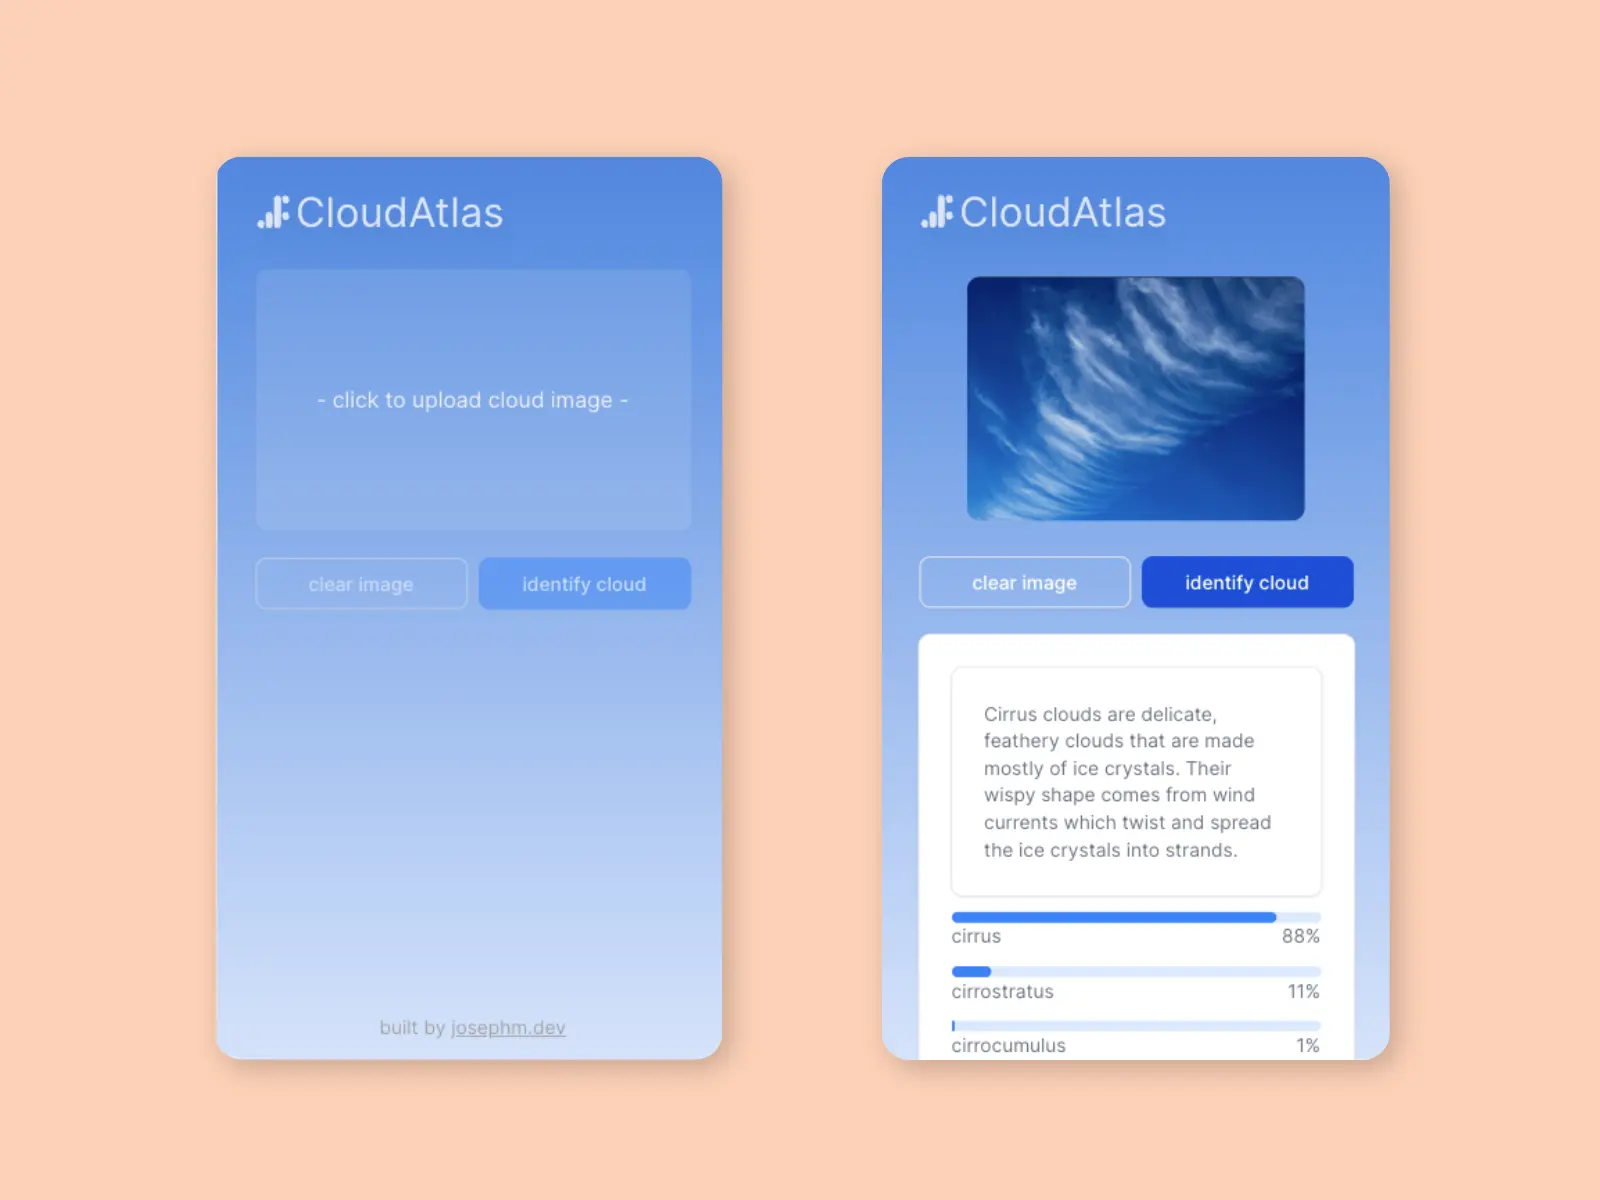 CloudAtlas
- click to upload cloud image -
clear image
identify cloud
built by josephm.dev
CloudAtlas
clear image
identify cloud
Cirrus clouds are delicate,
feathery clouds that are made
mostly of ice crystals. Their
wispy shape comes from wind
currents which twist and spread
the ice crystals into strands.
cirrus 88%
cirrostratus 11%
cirrocumulus 1%